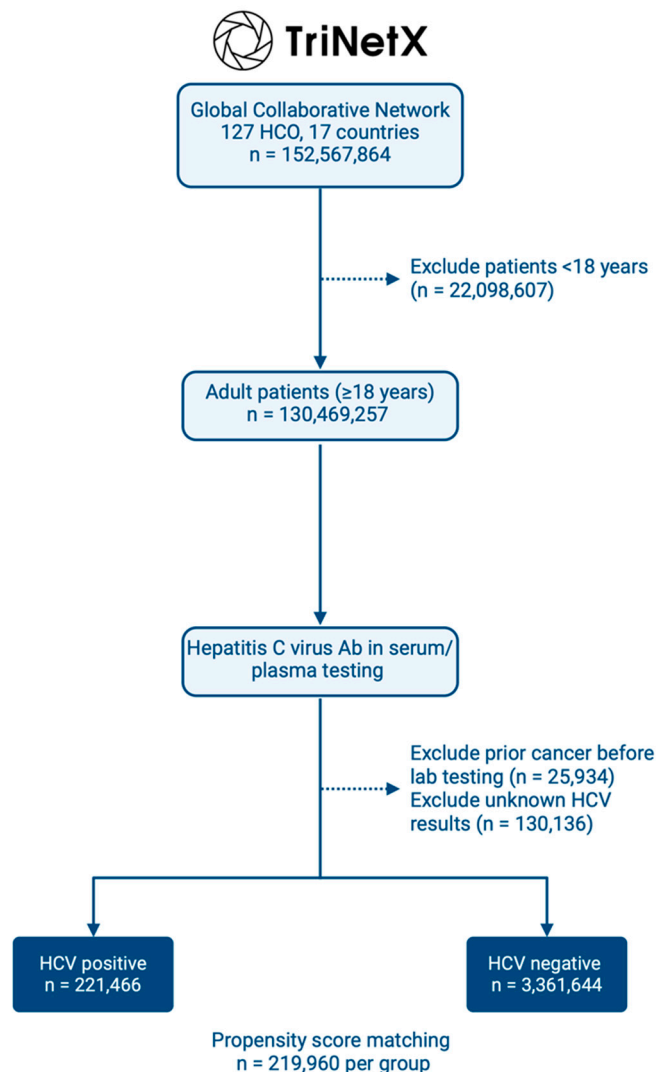 TriNetX
Global Collaborative Network
127 HCO, 17 countries
n = 152,567,864
Exclude patients <18 years
(n = 22,098,607)
Adult patients (≥18 years)
n = 130,469,257
Hepatitis C virus Ab in serum/
plasma testing
Exclude prior cancer before
lab testing (n = 25,934)
Exclude unknown HCV
results (n = 130,136)
HCV positive
n = 221,466
HCV negative
n = 3,361,644
Propensity score matching
n = 219,960 per group